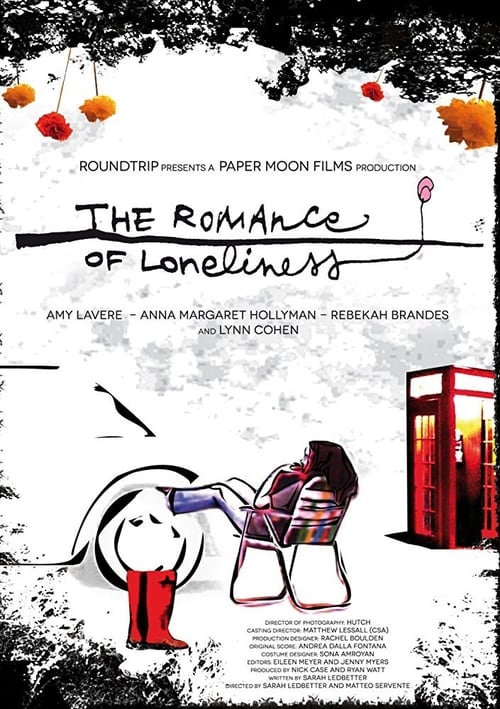 ROUNDTRIP PRESENTS A PAPER MOON FILMS PRODUCTION
THE ROMANCE
OF LONELINESS
AMY LAVERE - ANNA MARGARET HOLLYMAN - REBEKAH BRANDES
AND LYNN COHEN
DIRECTOR OF PHOTOGRAPHY: HUTCH
CASTING DIRECTOR: MATTHEW LESSALL (CSA)
PRODUCTION DESIGNER: RACHEL BOULDEN
ORIGINAL SCORE: ANDREA DALLA FONTANA
COSTUME DESIGNER: SONA AMROYAN
EDITORS: EILEEN MEYER AND JENNY MYERS
PRODUCED BY NICK CASE AND RYAN WATT
WRITTEN BY SARAH LEDBETTER
DIRECTED BY SARAH LEDBETTER AND MATTEO SERVENTE